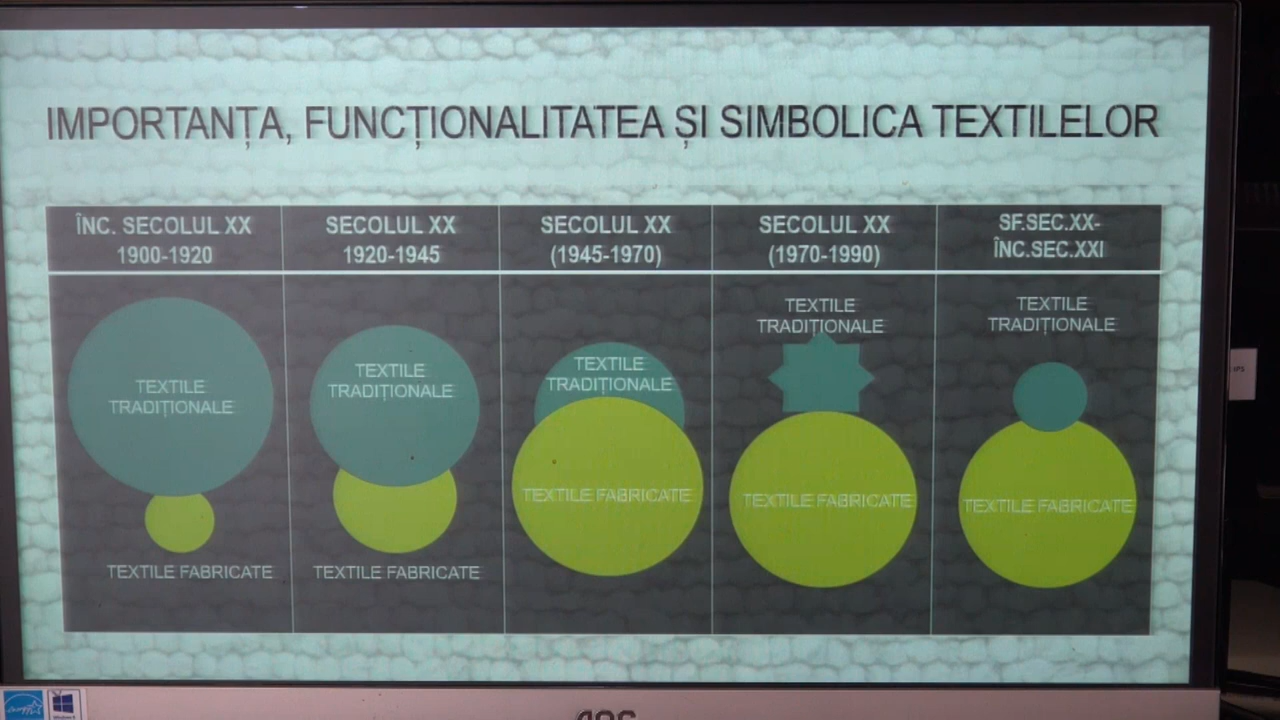 IMPORTANȚA, FUNCȚIONALITATEA ȘI SIMBOLICA TEXTILELOR
ÎNC. SECOLUL XX
1900-1920
SECOLUL XX
1920-1945
SECOLUL XX
(1945-1970)
SECOLUL XX
(1970-1990)
SF.SEC.XX-
ÎNC.SEC.XXI
TEXTILE
TRADIȚIONALE
TEXTILE FABRICATE
TEXTILE
TRADIȚIONALE
TEXTILE FABRICATE
TEXTILE
TRADIȚIONALE
TEXTILE FABRICATE
TEXTILE
TRADIȚIONALE
TEXTILE FABRICATE
TEXTILE
TRADIȚIONALE
TEXTILE FABRICATE
AOC